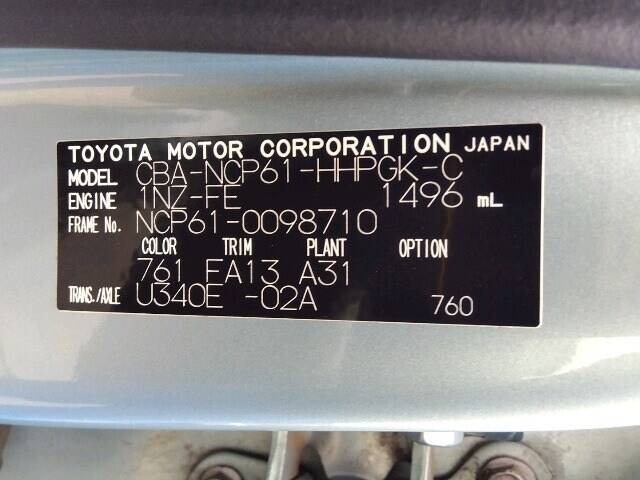 TOYOTA MOTOR CORPORATION JAPAN
MODEL CBA-NCP61-HHPGK-C
ENGINE 1NZ-FE 1496 mL
FRAME No. NCP61-0098710
COLOR TRIM PLANT OPTION
761 FA13 A31
TRANS./AXLE U340E -02A 760